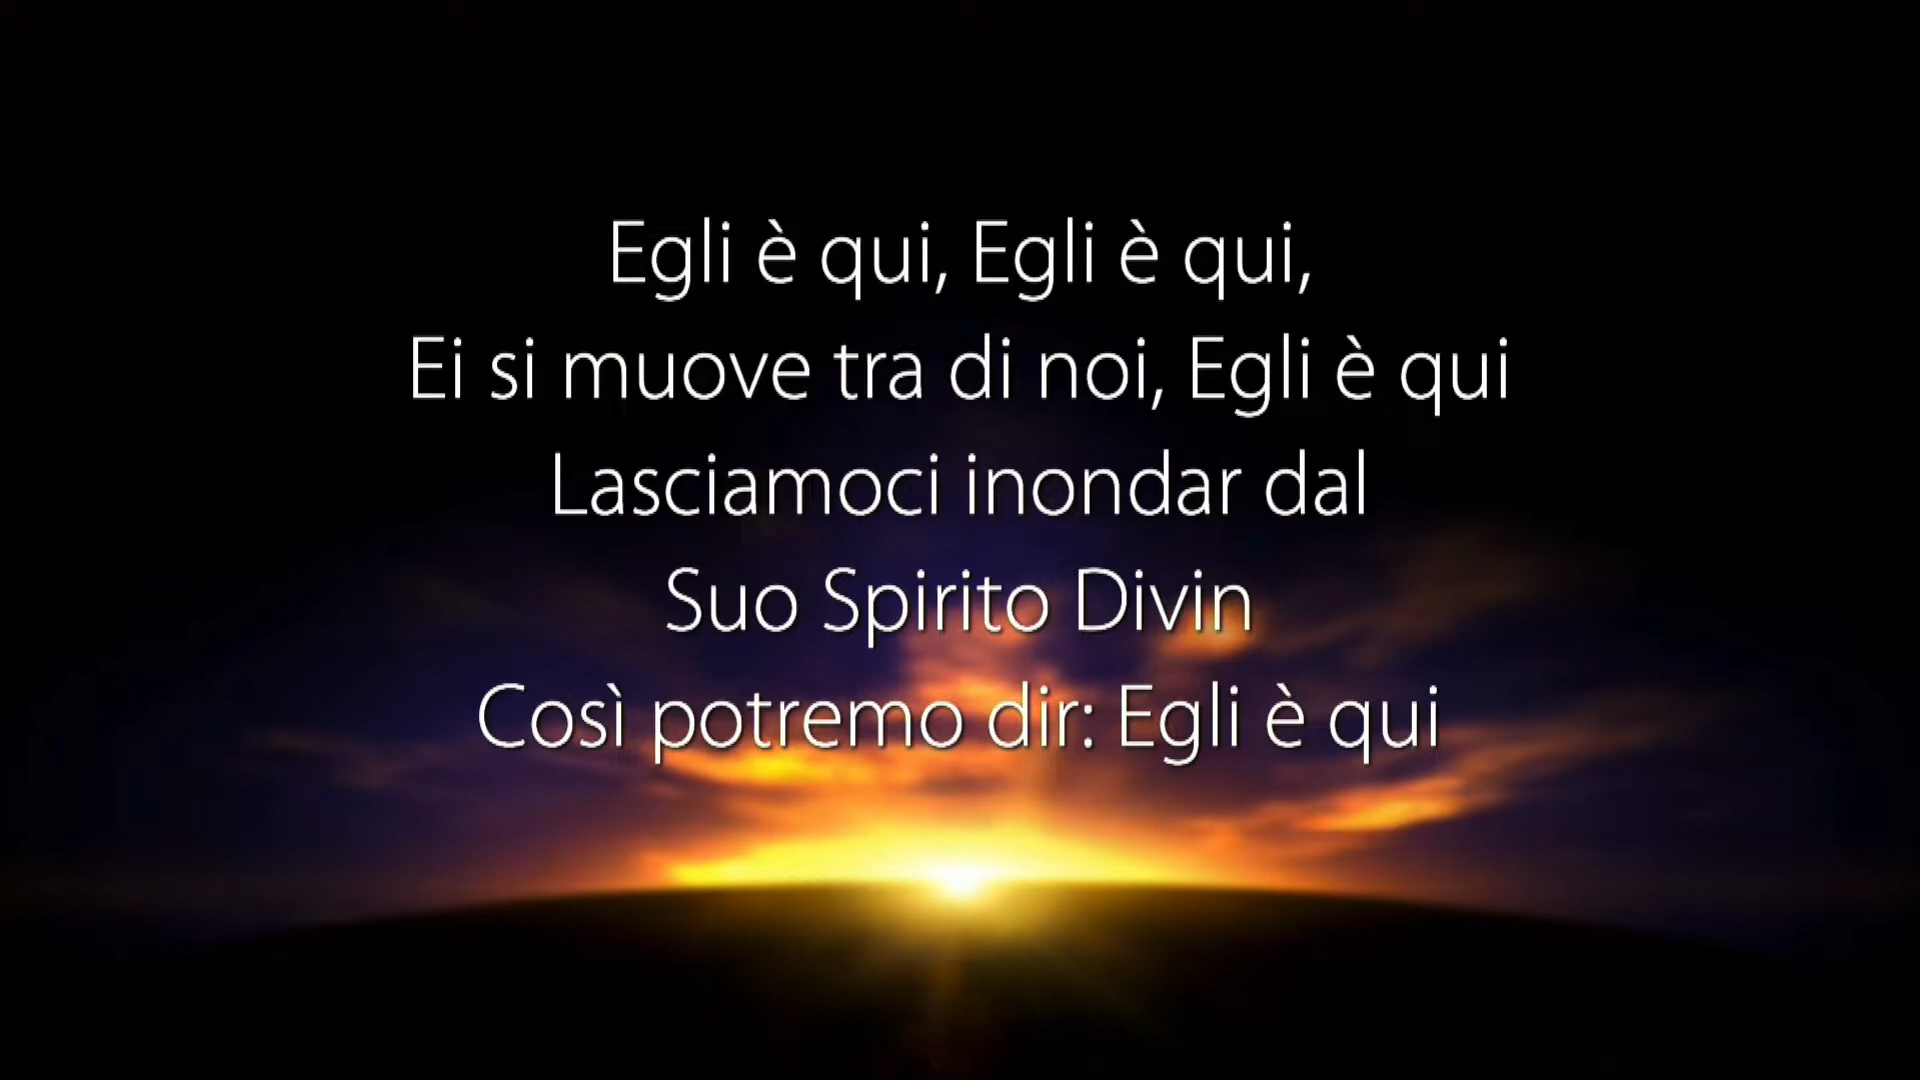 Egli è qui, Egli è qui,
Ei si muove tra di noi, Egli è qui
Lasciamoci inondar dal
Suo Spirito Divin
Così potremo dir: Egli è qui